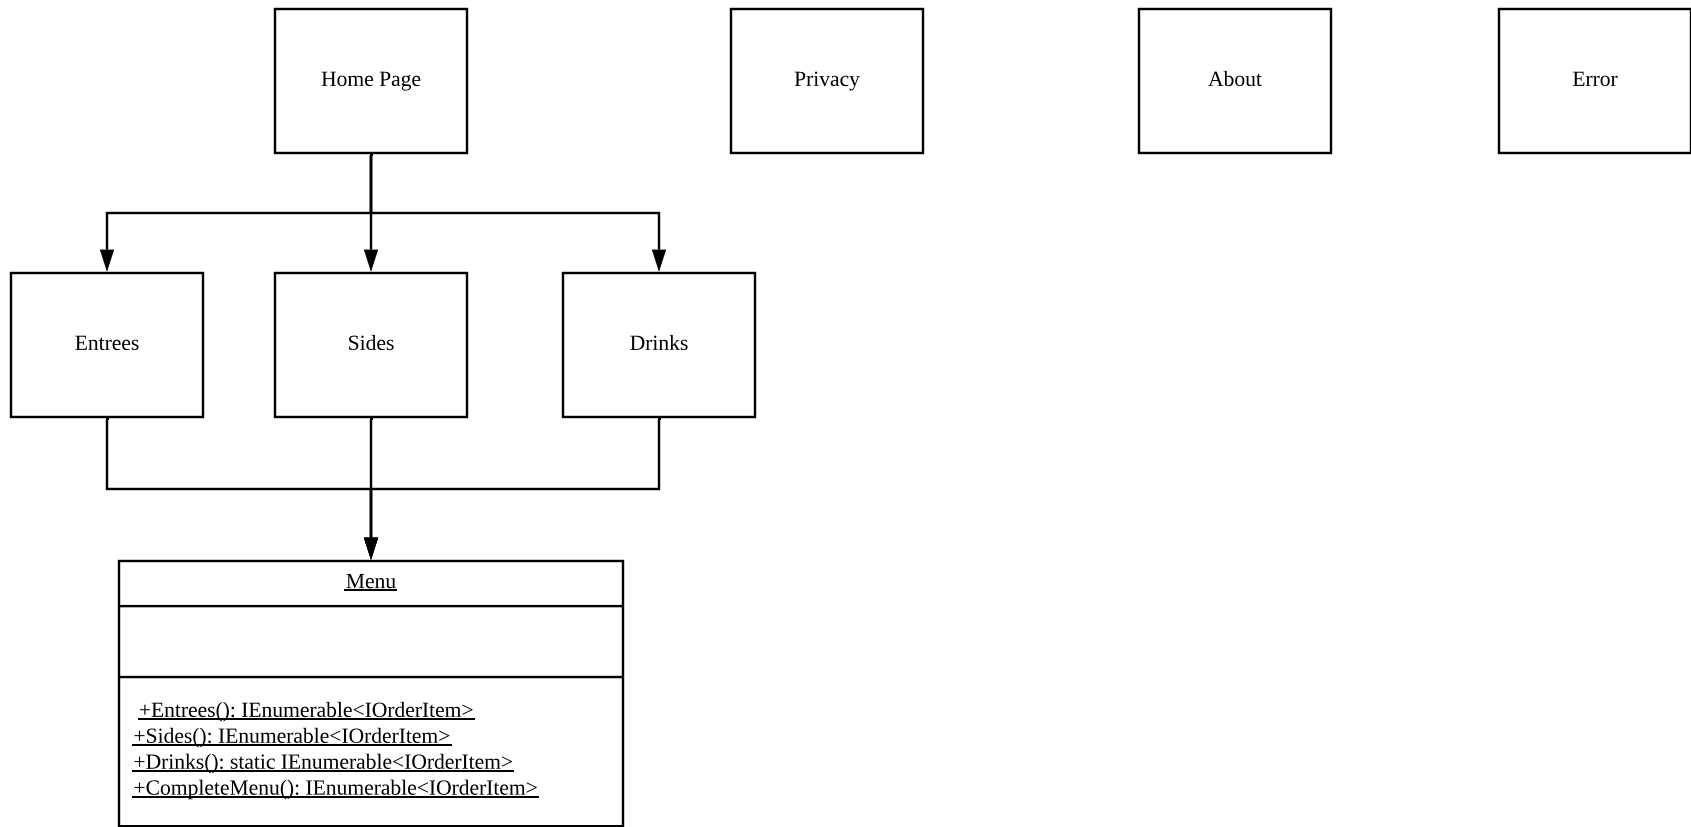 Home Page
Privacy
About
Error
Entrees
Sides
Drinks
Menu
+Entrees(): IEnumerable<IOrderItem>
+Sides(): IEnumerable<IOrderItem>
+Drinks(): static IEnumerable<IOrderItem>
+CompleteMenu(): IEnumerable<IOrderItem>